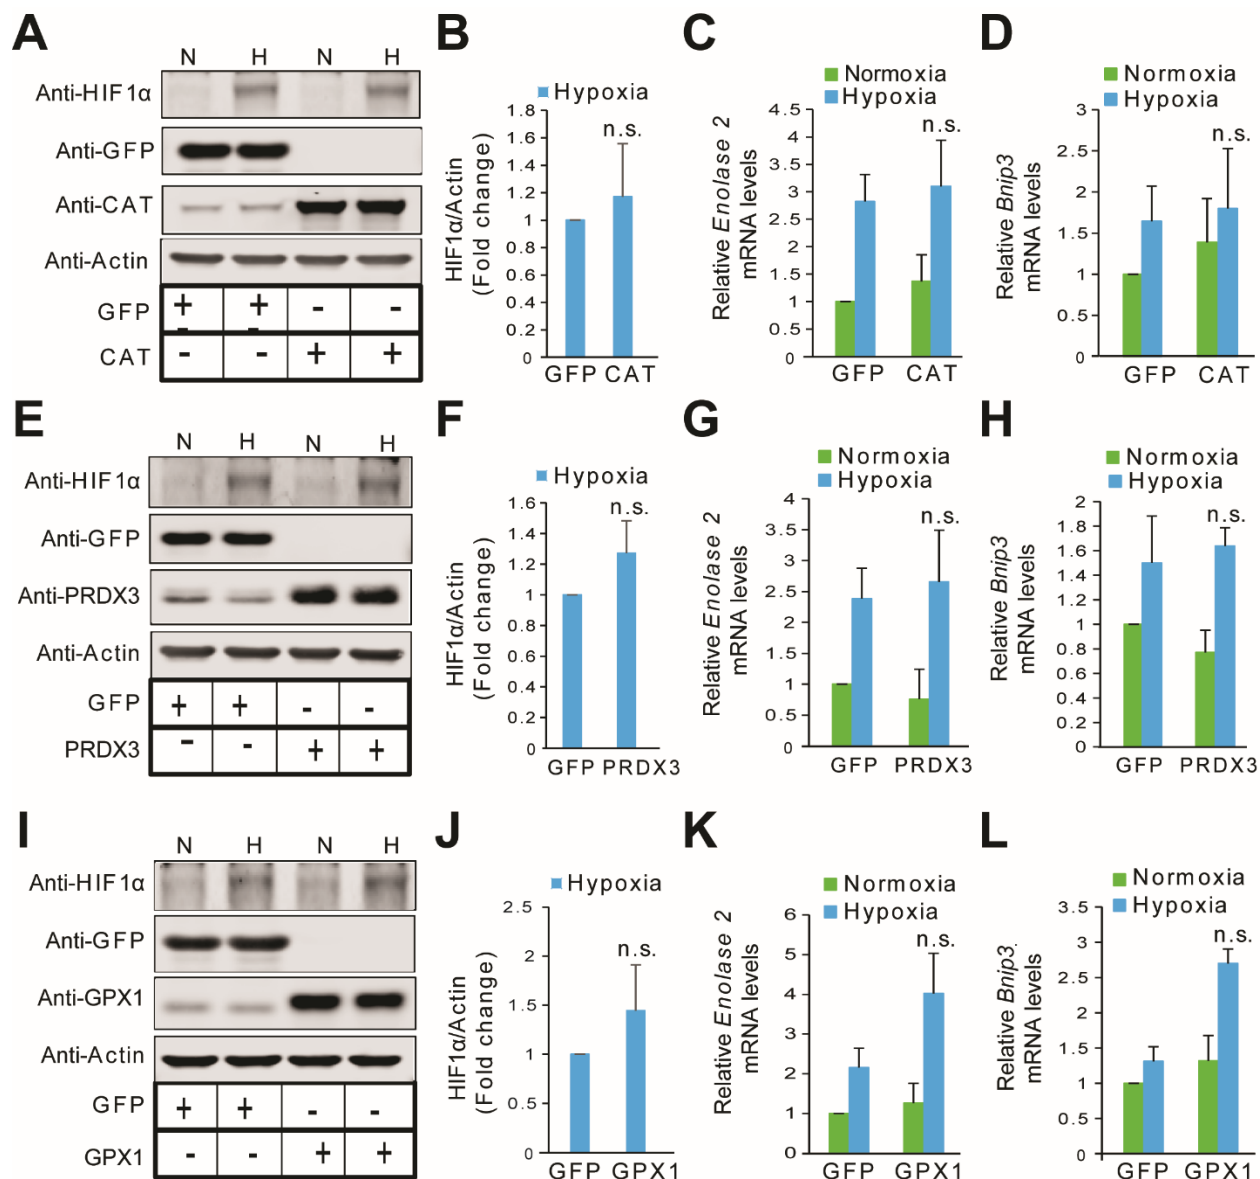 A
N H N H
Anti-HIF1α
Anti-GFP
Anti-CAT
Anti-Actin
GFP + + - -
- -
CAT - - + +
B
Hypoxia
HIF1α/Actin
(Fold change)
1.8
1.6
1.4
1.2
1
0.8
0.6
0.4
0.2
0
n.s.
GFP CAT
C
Normoxia
Hypoxia
Relative Enolase 2
mRNA levels
4.5
4
3.5
3
2.5
2
1.5
1
0.5
0
n.s.
GFP CAT
D
Normoxia
Hypoxia
Relative Bnip3
mRNA levels
3
2.5
2
1.5
1
0.5
0
n.s.
GFP CAT
E
N H N H
Anti-HIF1α
Anti-GFP
Anti-PRDX3
Anti-Actin
GFP + + - -
PRDX3 - - + +
F
Hypoxia
HIF1α/Actin
(Fold change)
1.6
1.4
1.2
1
0.8
0.6
0.4
0.2
0
n.s.
GFP PRDX3
G
Normoxia
Hypoxia
Relative Enolase 2
mRNA levels
4
3.5
3
2.5
2
1.5
1
0.5
0
n.s.
GFP PRDX3
H
Normoxia
Hypoxia
Relative Bnip3
mRNA levels
2
1.8
1.6
1.4
1.2
1
0.8
0.6
0.4
0.2
0
n.s.
GFP PRDX3
I
N H N H
Anti-HIF1α
Anti-GFP
Anti-GPX1
Anti-Actin
GFP + + - -
GPX1 - - + +
J
Hypoxia
HIF1α/Actin
(Fold change)
2.5
2
1.5
1
0.5
0
n.s.
GFP GPX1
K
Normoxia
Hypoxia
Relative Enolase 2
mRNA levels
6
5
4
3
2
1
0
n.s.
GFP GPX1
L
Normoxia
Hypoxia
Relative Bnip3.
mRNA levels
3.5
3
2.5
2
1.5
1
0.5
0
n.s.
GFP GPX1